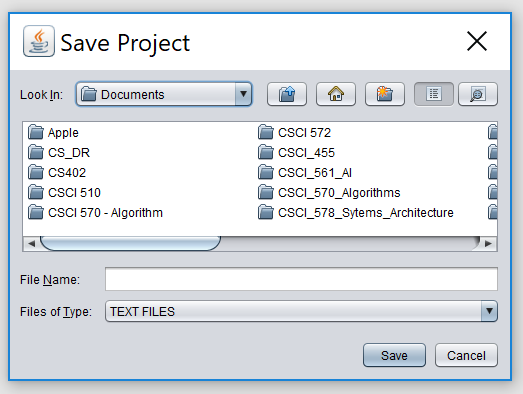 Save Project
Look In: Documents
Apple
CS_DR
CS402
CSCI 510
CSCI 570 - Algorithm
CSCI 572
CSCI_455
CSCI_561_AI
CSCI_570_Algorithms
CSCI_578_Sytems_Architecture
File Name:
Files of Type: TEXT FILES
Save Cancel